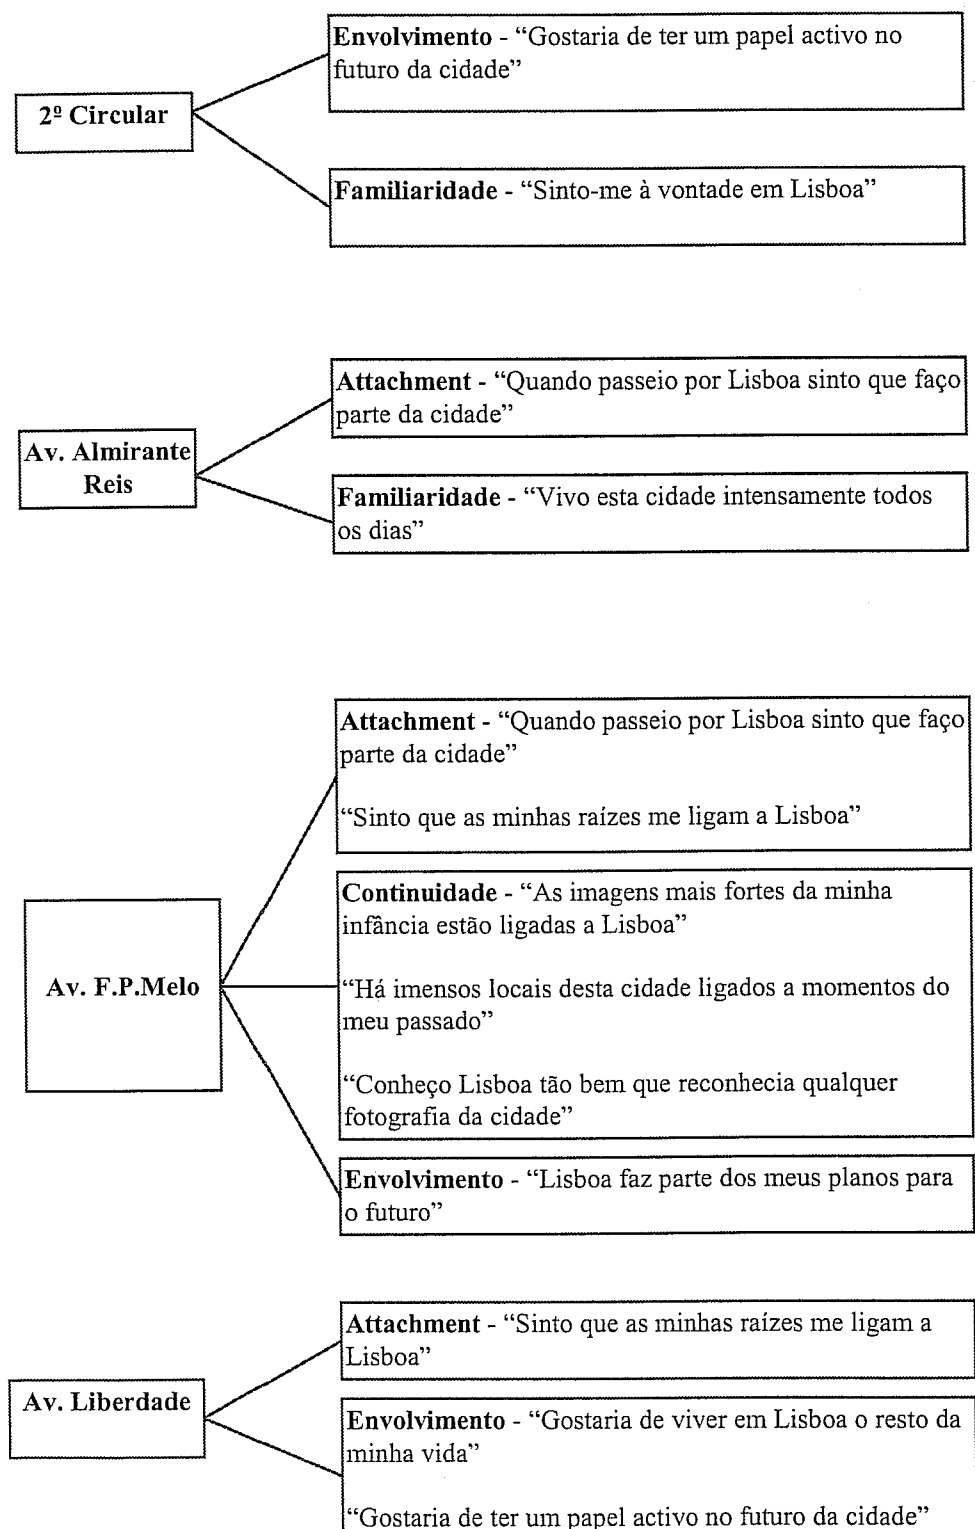 Envolvimento - “Gostaria de ter um papel activo no
futuro da cidade”
2º Circular
Familiaridade - “Sinto-me à vontade em Lisboa”
Attachment - “Quando passeio por Lisboa sinto que faço
parte da cidade”
Av. Almirante
Reis
Familiaridade - “Vivo esta cidade intensamente todos
os dias”
Attachment - “Quando passeio por Lisboa sinto que faço
parte da cidade”
“Sinto que as minhas raízes me ligam a Lisboa”
Continuidade - “As imagens mais fortes da minha
infância estão ligadas a Lisboa”
Av. F.P.Melo
“Há imensos locais desta cidade ligados a momentos do
meu passado”
“Conheço Lisboa tão bem que reconhecia qualquer
fotografia da cidade”
Envolvimento - “Lisboa faz parte dos meus planos para
o futuro”
Attachment - “Sinto que as minhas raízes me ligam a
Lisboa”
Av. Liberdade
Envolvimento - “Gostaria de viver em Lisboa o resto da
minha vida”
“Gostaria de ter um papel activo no futuro da cidade”